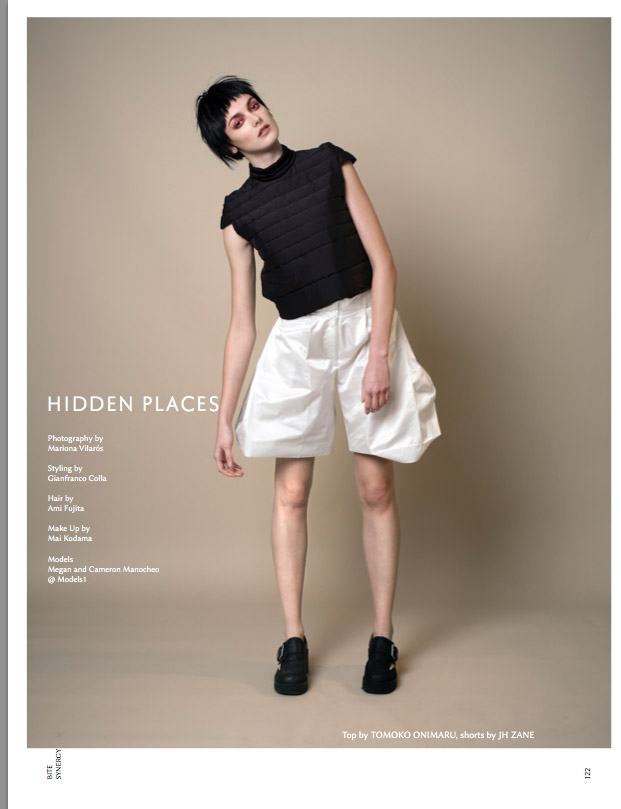 HIDDEN PLACES
Photography by
Mariona Vilarós
Styling by
Gianfranco Colla
Hair by
Ami Fujita
Make Up by
Mai Kodama
Models
Megan and Cameron Manocheo
@ Models1
Top by TOMOKO ONIMARU, shorts by JH ZANE
BITE
SYNERGY
122